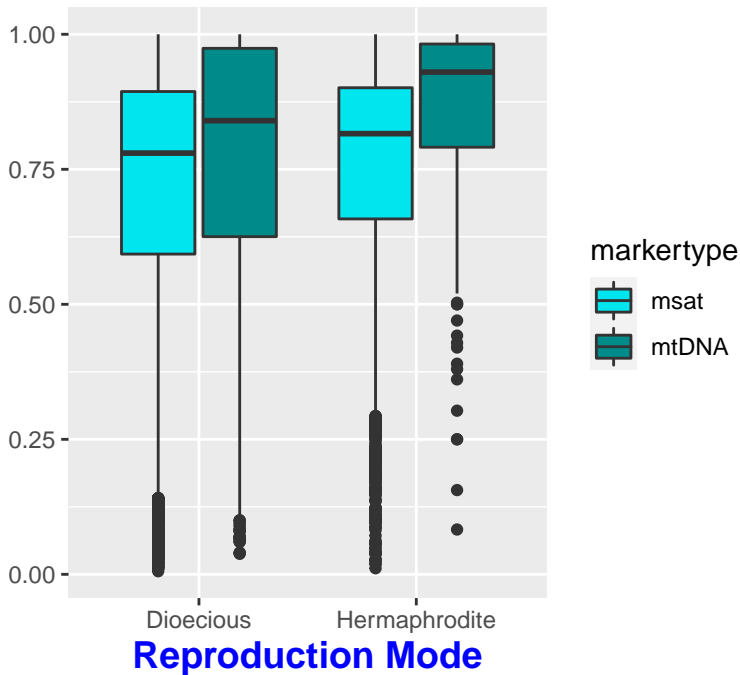 1.00
0.75
0.50
0.25
0.00
Dioecious
Hermaphrodite
Reproduction Mode
markertype
msat
mtDNA